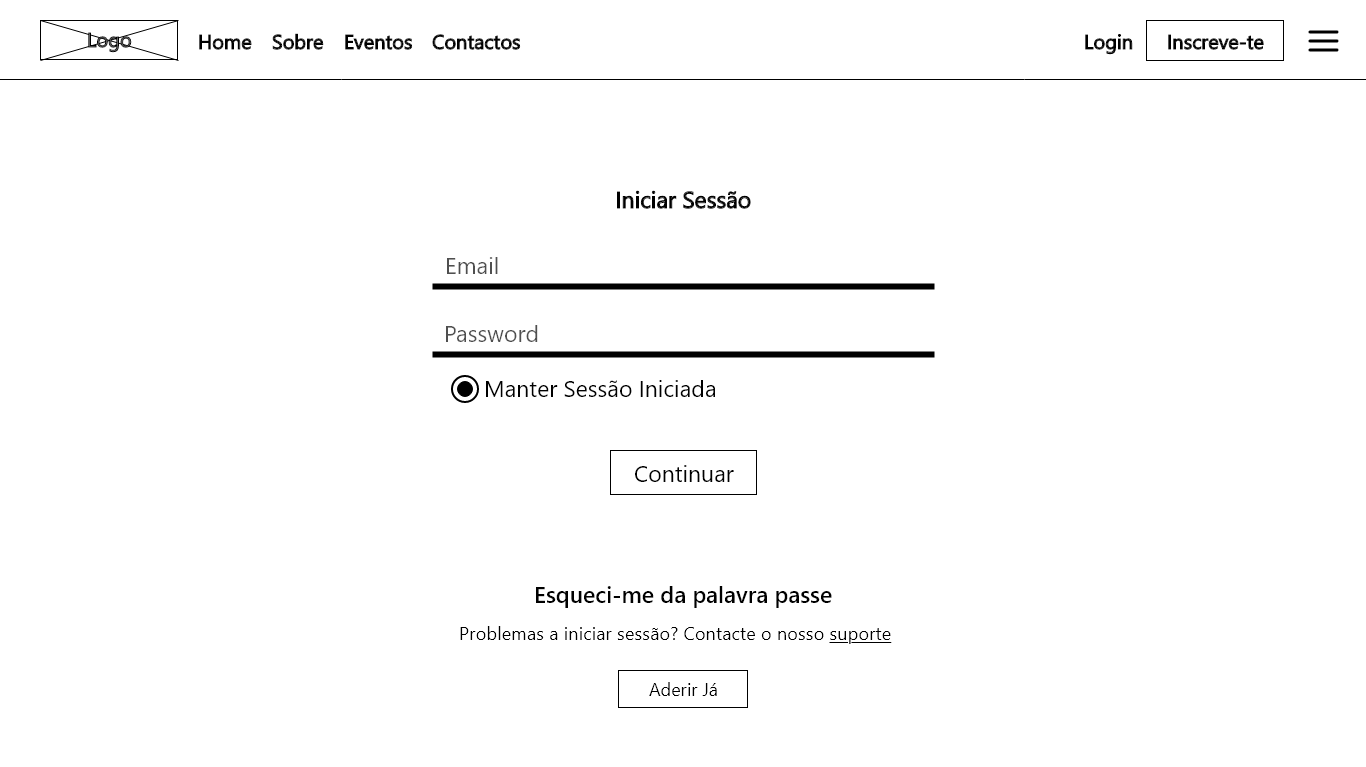 Logo Home Sobre Eventos Contactos Login Inscreve-te
Iniciar Sessão
Email
Password
Manter Sessão Iniciada
Continuar
Esqueci-me da palavra passe
Problemas a iniciar sessão? Contacte o nosso suporte
Aderir Já